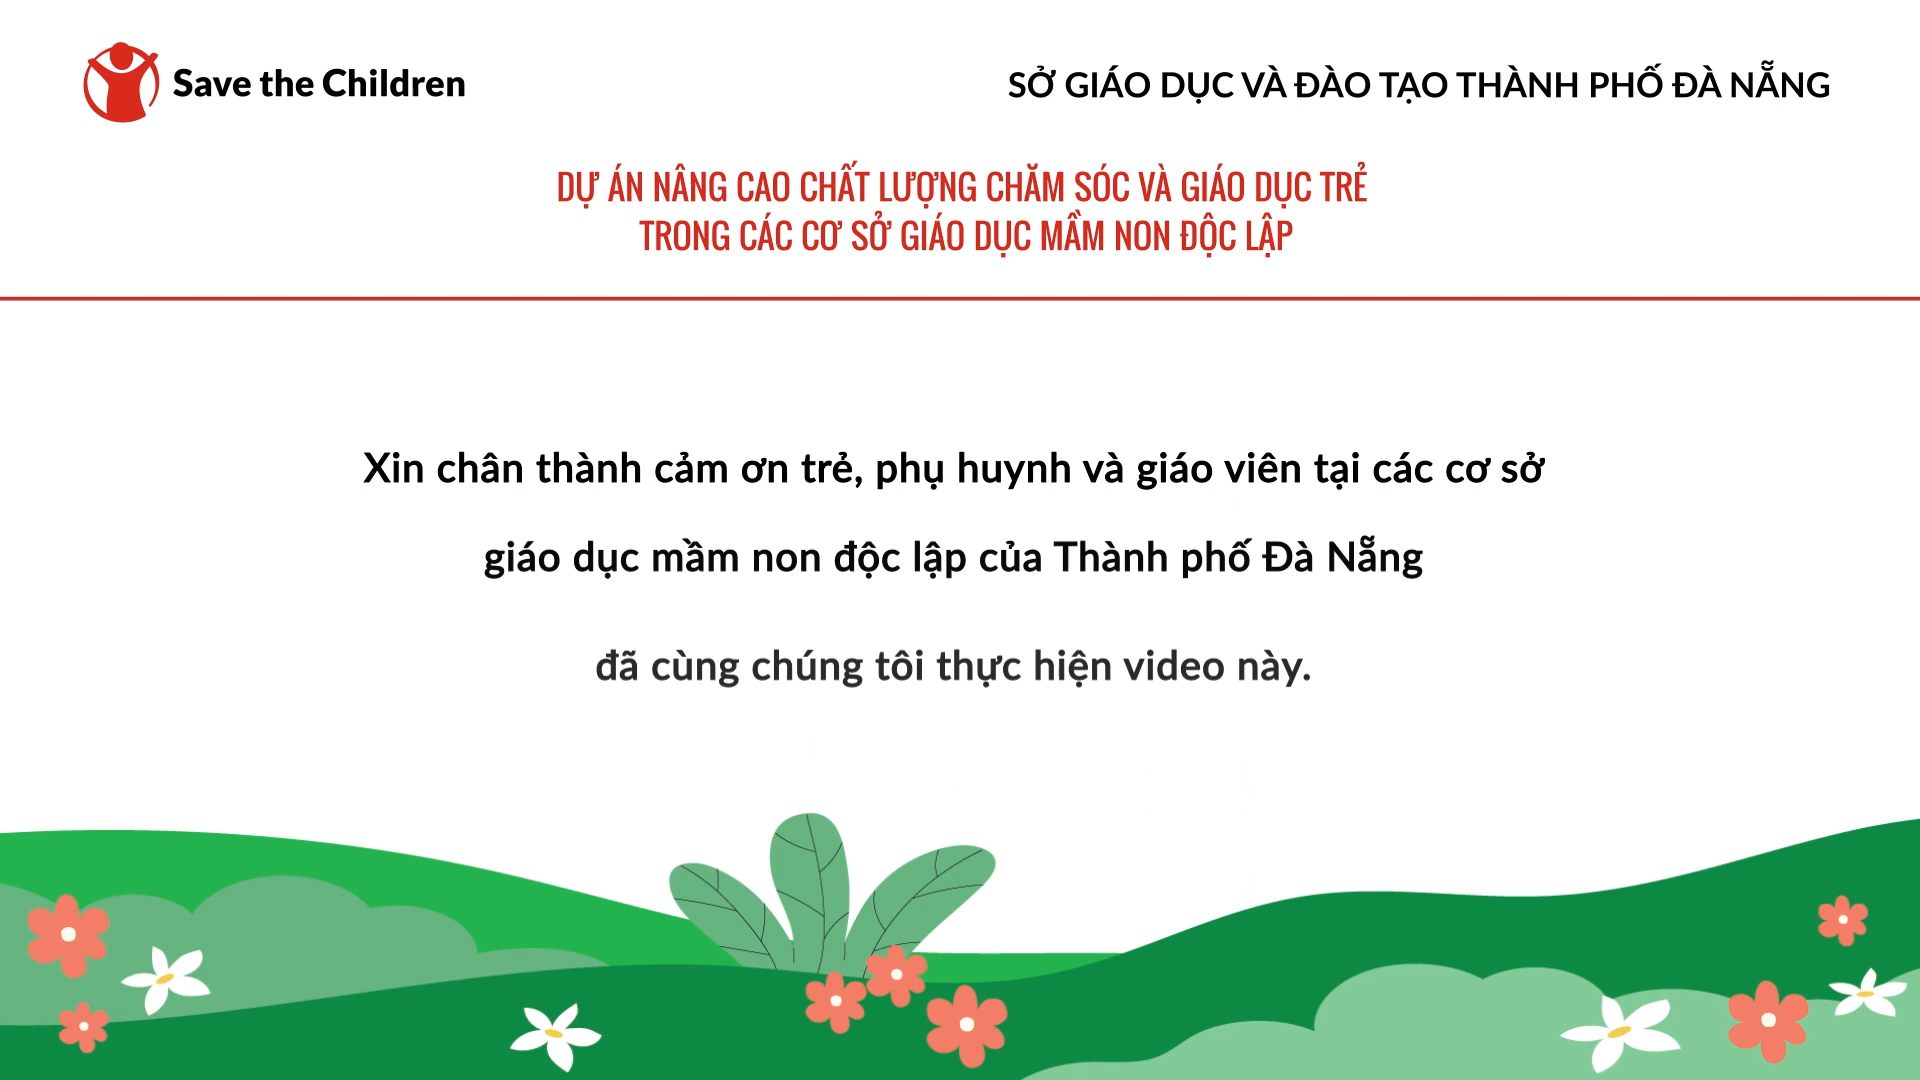 Save the Children
SỞ GIÁO DỤC VÀ ĐÀO TẠO THÀNH PHỐ ĐÀ NẴNG
DỰ ÁN NÂNG CAO CHẤT LƯỢNG CHĂM SÓC VÀ GIÁO DỤC TRẺ
TRONG CÁC CƠ SỞ GIÁO DỤC MẦM NON ĐỘC LẬP
Xin chân thành cảm ơn trẻ, phụ huynh và giáo viên tại các cơ sở
giáo dục mầm non độc lập của Thành phố Đà Nẵng
đã cùng chúng tôi thực hiện video này.